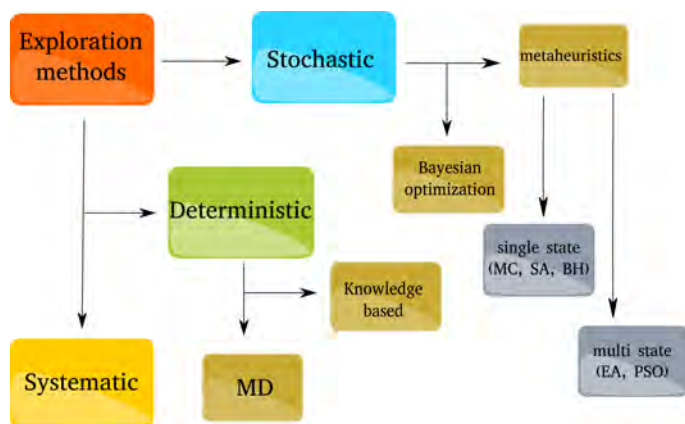 Exploration
methods
Stochastic
metaheuristics
Bayesian
optimization
Deterministic
single state
(MC, SA, BH)
Knowledge
based
multi state
(EA, PSO)
Systematic
MD